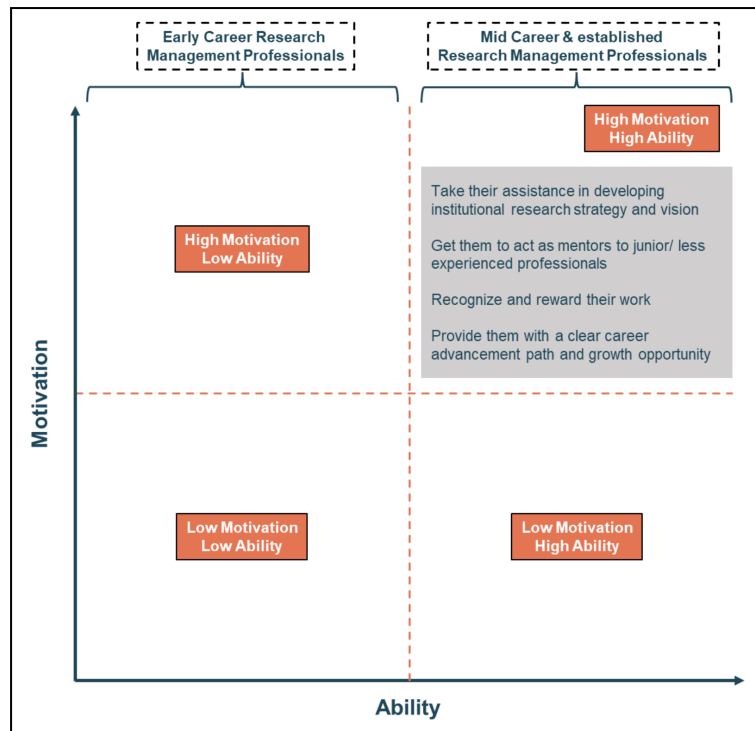 Early Career Research
Management Professionals
Mid Career & established
Research Management Professionals
High Motivation
High Ability
Take their assistance in developing
institutional research strategy and vision
Get them to act as mentors to junior/ less
experienced professionals
Recognize and reward their work
Provide them with a clear career
advancement path and growth opportunity
High Motivation
Low Ability
Motivation
Low Motivation
Low Ability
Low Motivation
High Ability
Ability